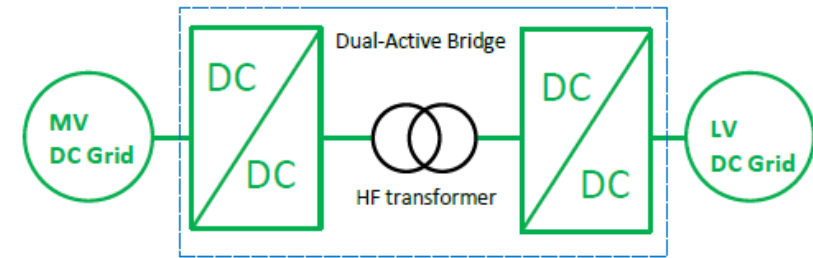 Dual-Active Bridge
MV
DC Grid
DC
DC
HF transformer
DC
DC
LV
DC Grid